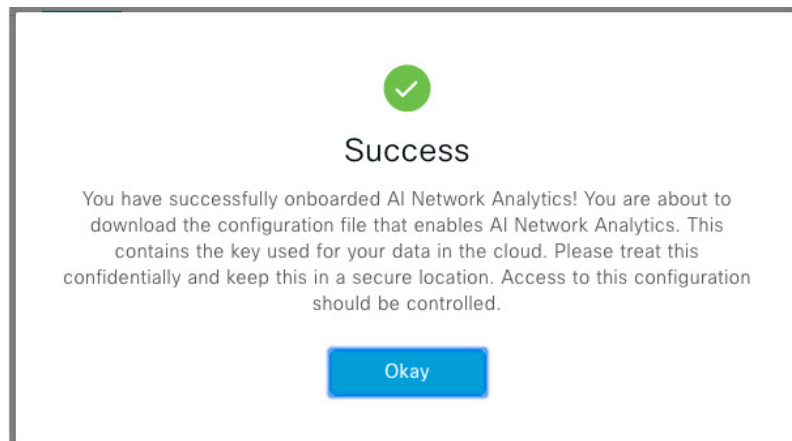 Success
You have successfully onboarded AI Network Analytics! You are about to
download the configuration file that enables AI Network Analytics. This
contains the key used for your data in the cloud. Please treat this
confidentially and keep this in a secure location. Access to this configuration
should be controlled.
Okay